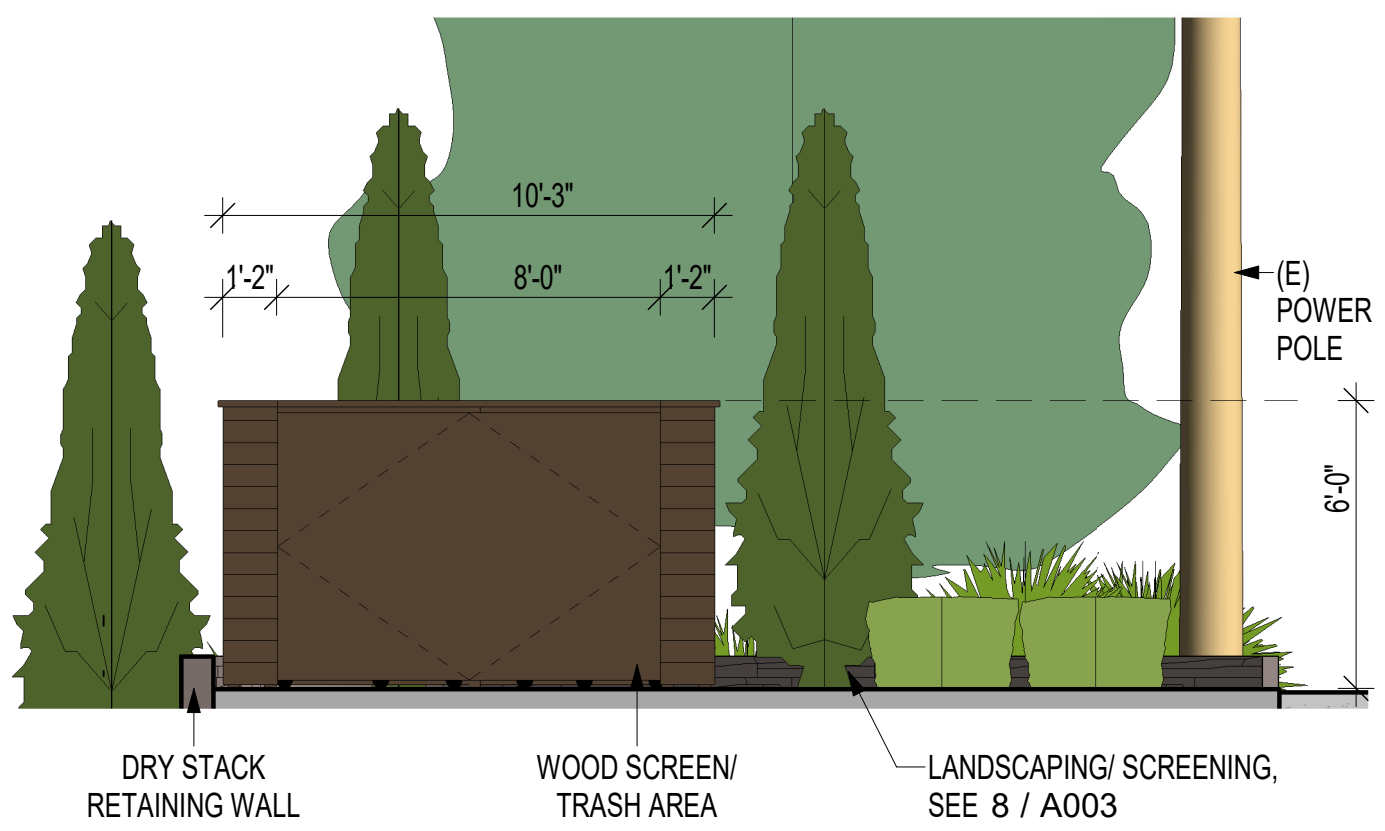 10'-3"
1'-2"
8'-0"
1'-2"
(E)
POWER
POLE
6'-0"
DRY STACK
RETAINING WALL
WOOD SCREEN/
TRASH AREA
LANDSCAPING/ SCREENING,
SEE 8 / A003